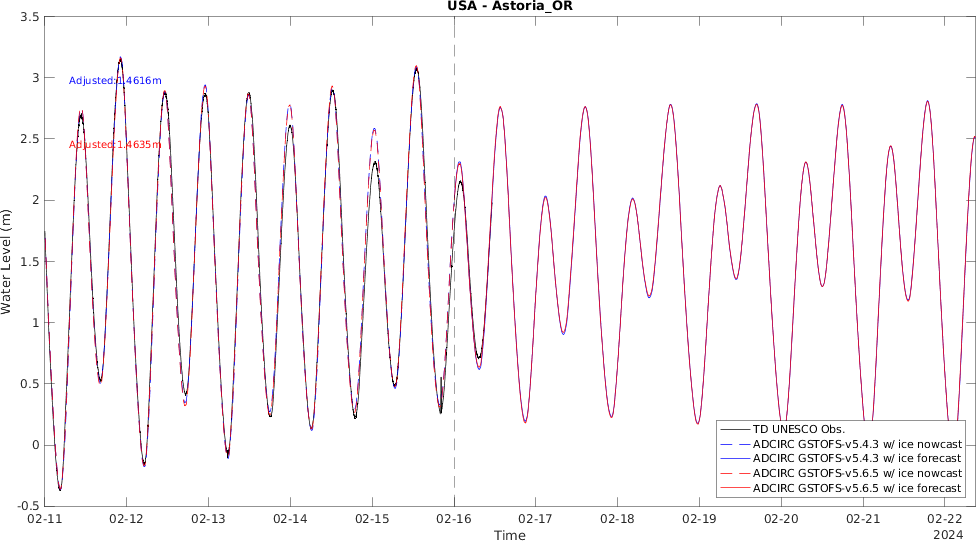 USA - Astoria_OR
3.5
3
2.5
2
1.5
1
0.5
0
-0.5
Water Level (m)
Adjusted:1.4616m
Adjusted:1.4635m
TD UNESCO Obs.
ADCIRC GSTOFS-v5.4.3 w/ ice nowcast
ADCIRC GSTOFS-v5.4.3 w/ ice forecast
ADCIRC GSTOFS-v5.6.5 w/ ice nowcast
ADCIRC GSTOFS-v5.6.5 w/ ice forecast
02-11 02-12 02-13 02-14 02-15 02-16 02-17 02-18 02-19 02-20 02-21 02-22
Time
2024